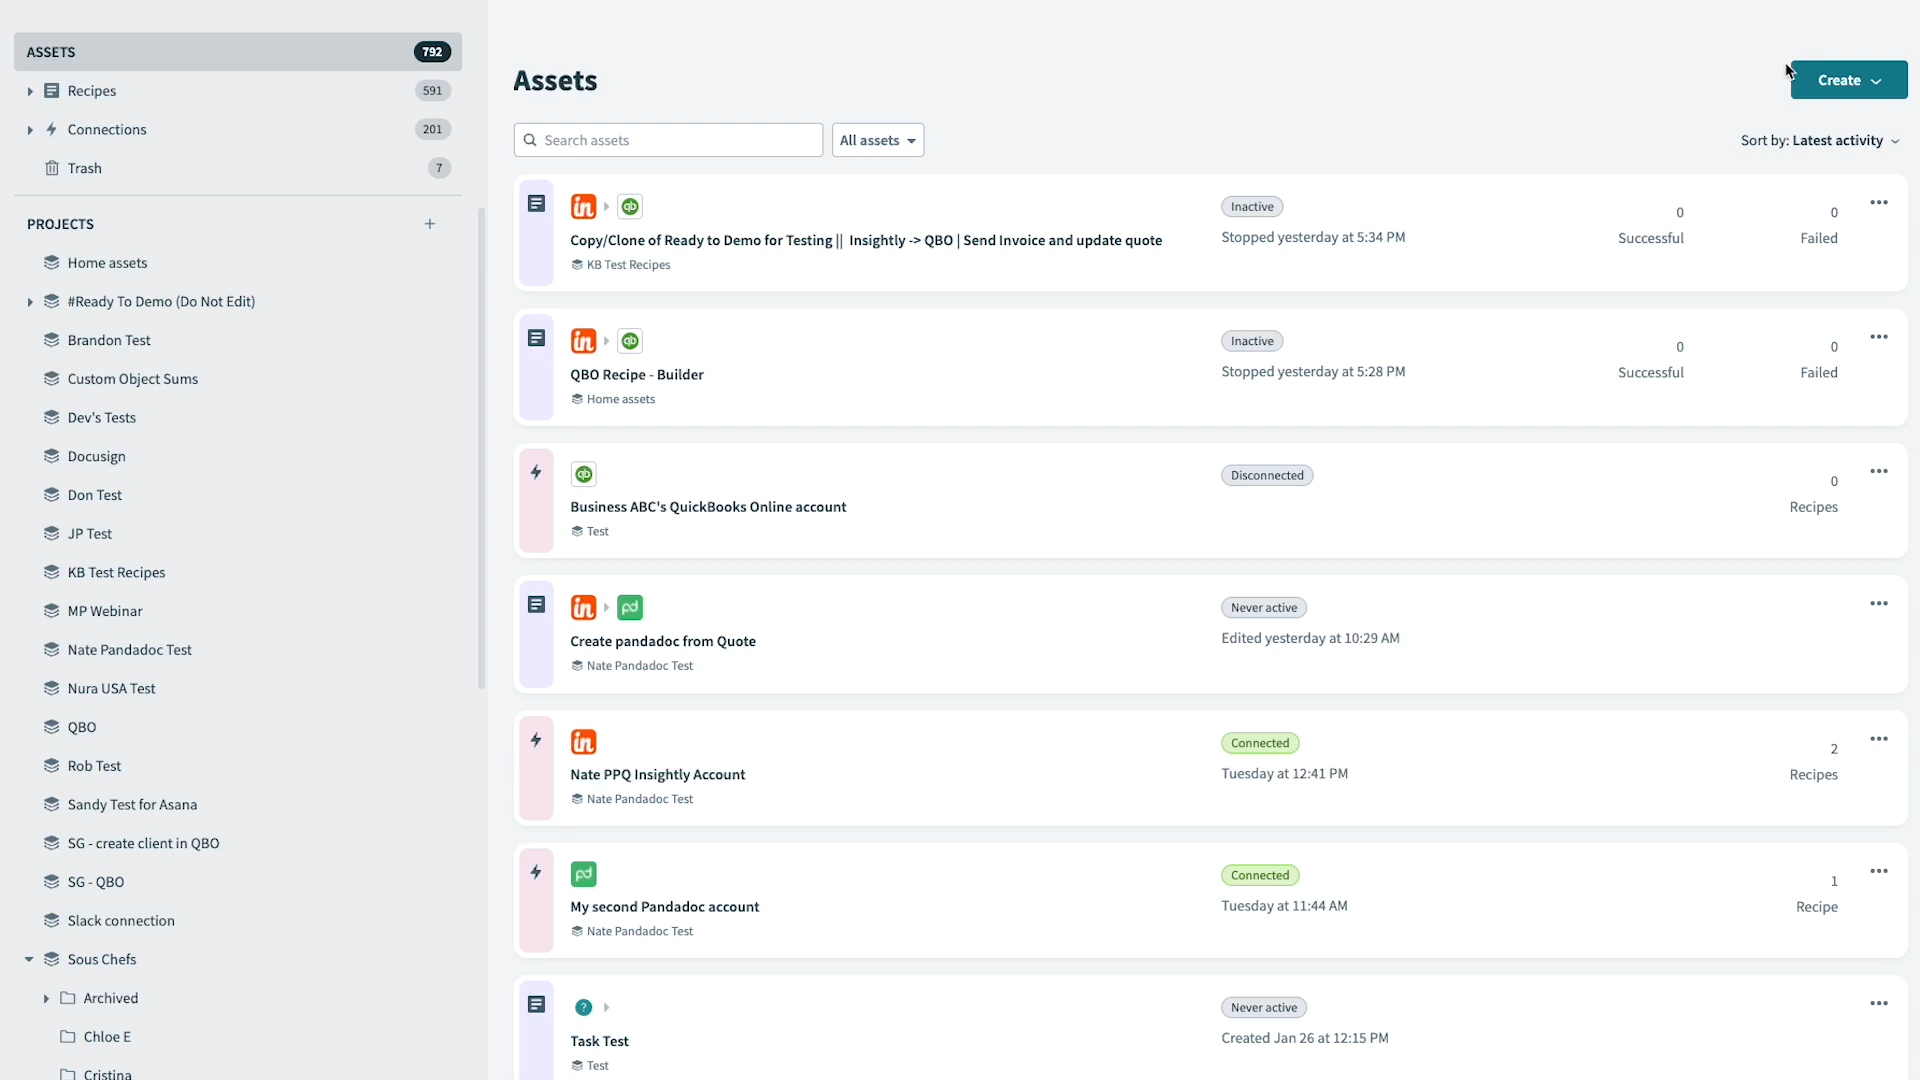 ASSETS 792
Recipes 591
Connections 201
Trash 7
PROJECTS
Home assets
#Ready To Demo (Do Not Edit)
Brandon Test
Custom Object Sums
Dev's Tests
Docusign
Don Test
JP Test
KB Test Recipes
MP Webinar
Nate Pandadoc Test
Nura USA Test
QBO
Rob Test
Sandy Test for Asana
SG - create client in QBO
SG - QBO
Slack connection
Sous Chefs
Archived
Chloe E
Cristina
Assets
Create
Search assets
All assets
Sort by: Latest activity
in qb
Copy/Clone of Ready to Demo for Testing || Insightly -> QBO | Send Invoice and update quote
KB Test Recipes
Inactive
Stopped yesterday at 5:34 PM
0
Successful
0
Failed
in qb
QBO Recipe - Builder
Home assets
Inactive
Stopped yesterday at 5:28 PM
0
Successful
0
Failed
qb
Business ABC's QuickBooks Online account
Test
Disconnected
0
Recipes
in pd
Create pandadoc from Quote
Nate Pandadoc Test
Never active
Edited yesterday at 10:29 AM
in
Nate PPQ Insightly Account
Nate Pandadoc Test
Connected
Tuesday at 12:41 PM
2
Recipes
pd
My second Pandadoc account
Nate Pandadoc Test
Connected
Tuesday at 11:44 AM
1
Recipe
?
Task Test
Test
Never active
Created Jan 26 at 12:15 PM